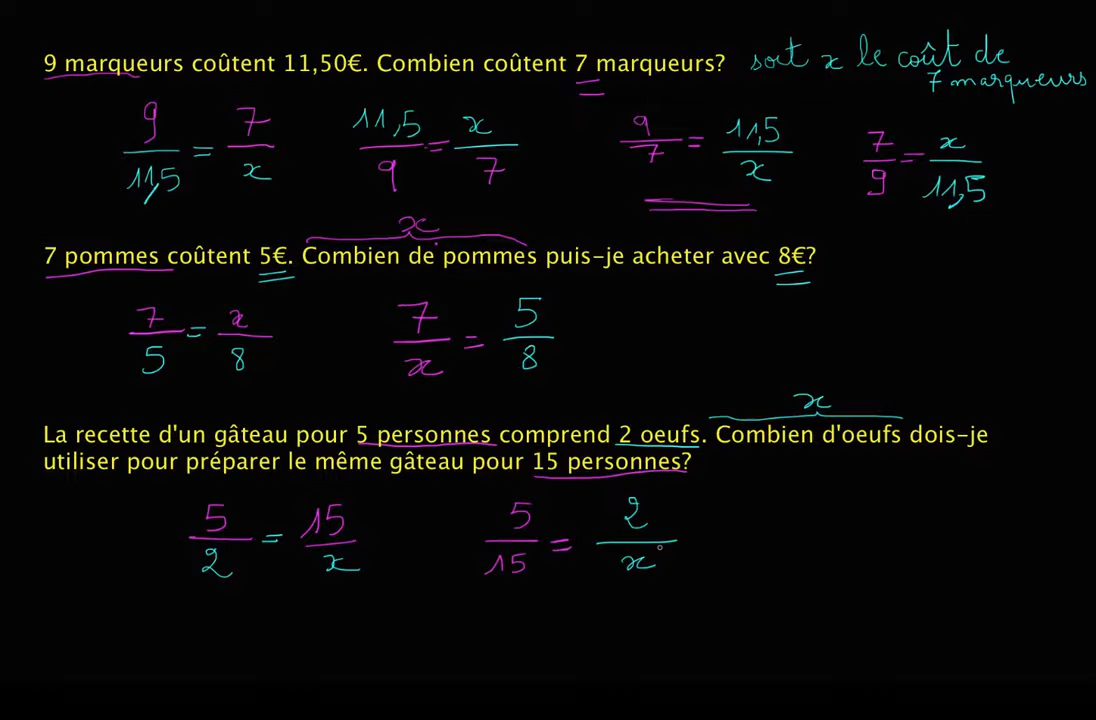 9 marqueurs coûtent 11,50€. Combien coûtent 7 marqueurs? soit x le coût de
7 marqueurs
9/11,5 = 7/x 11,5/9 = x/7 9/7 = 11,5/x 7/9 = x/11,5
x
7 pommes coûtent 5€. Combien de pommes puis-je acheter avec 8€?
7/5 = x/8 7/x = 5/8
x
La recette d'un gâteau pour 5 personnes comprend 2 oeufs. Combien d'oeufs dois-je
utiliser pour préparer le même gâteau pour 15 personnes?
5/2 = 15/x 5/15 = 2/x